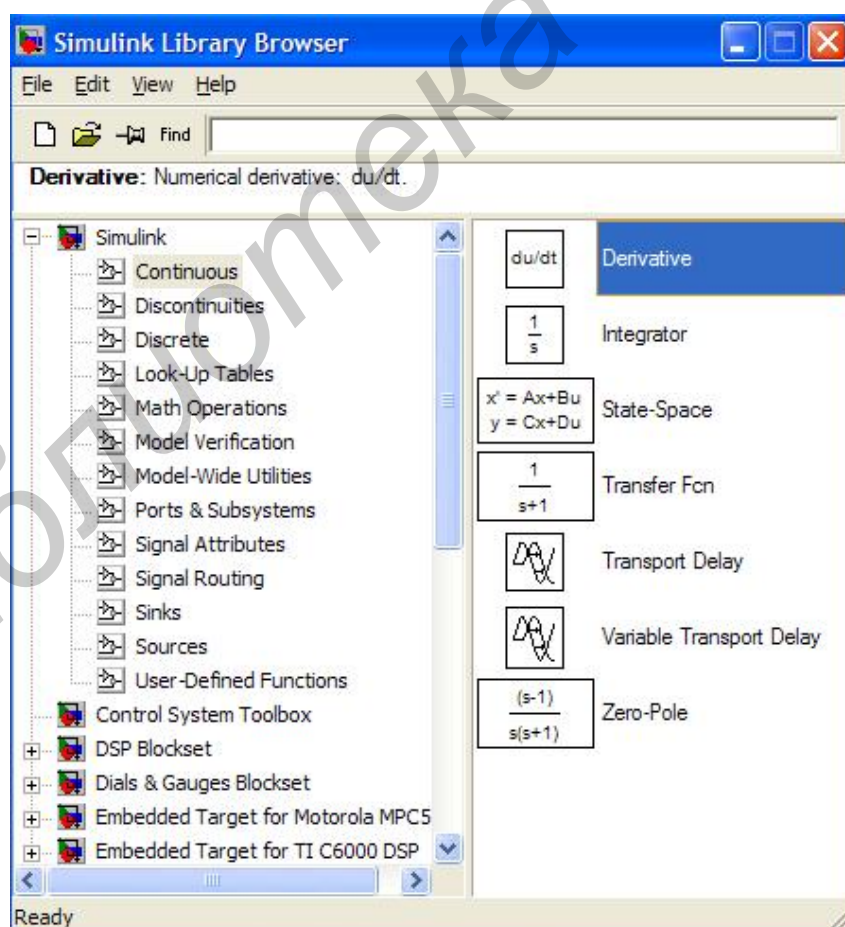 Simulink Library Browser
File Edit View Help
Find
Derivative: Numerical derivative: du/dt.
Simulink
Continuous
Discontinuities
Discrete
Look-Up Tables
Math Operations
Model Verification
Model-Wide Utilities
Ports & Subsystems
Signal Attributes
Signal Routing
Sinks
Sources
User-Defined Functions
Control System Toolbox
DSP Blockset
Dials & Gauges Blockset
Embedded Target for Motorola MPC5
Embedded Target for TI C6000 DSP
du/dt Derivative
1
s
Integrator
x' = Ax+Bu
y = Cx+Du
State-Space
1
s+1
Transfer Fcn
Transport Delay
Variable Transport Delay
(s-1)
s(s+1)
Zero-Pole
Ready
блиотека